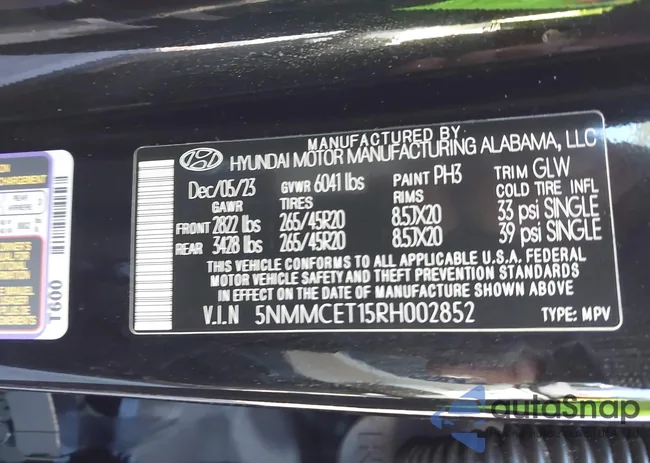 MANUFACTURED BY
HYUNDAI MOTOR MANUFACTURING ALABAMA, LLC
Dec/05/23 GVWR 6041 lbs PAINT PH3 TRIM GLW
GAWR TIRES RIMS COLD TIRE INFL
FRONT 2822 lbs 265/45R20 8.5JX20 33 psi SINGLE
REAR 3428 lbs 265/45R20 8.5JX20 39 psi SINGLE
THIS VEHICLE CONFORMS TO ALL APPLICABLE U.S.A. FEDERAL
MOTOR VEHICLE SAFETY AND THEFT PREVENTION STANDARDS
IN EFFECT ON THE DATE OF MANUFACTURE SHOWN ABOVE
V.I.N 5NMMCET15RH002852 TYPE: MPV
T600
REAR
autoSnap